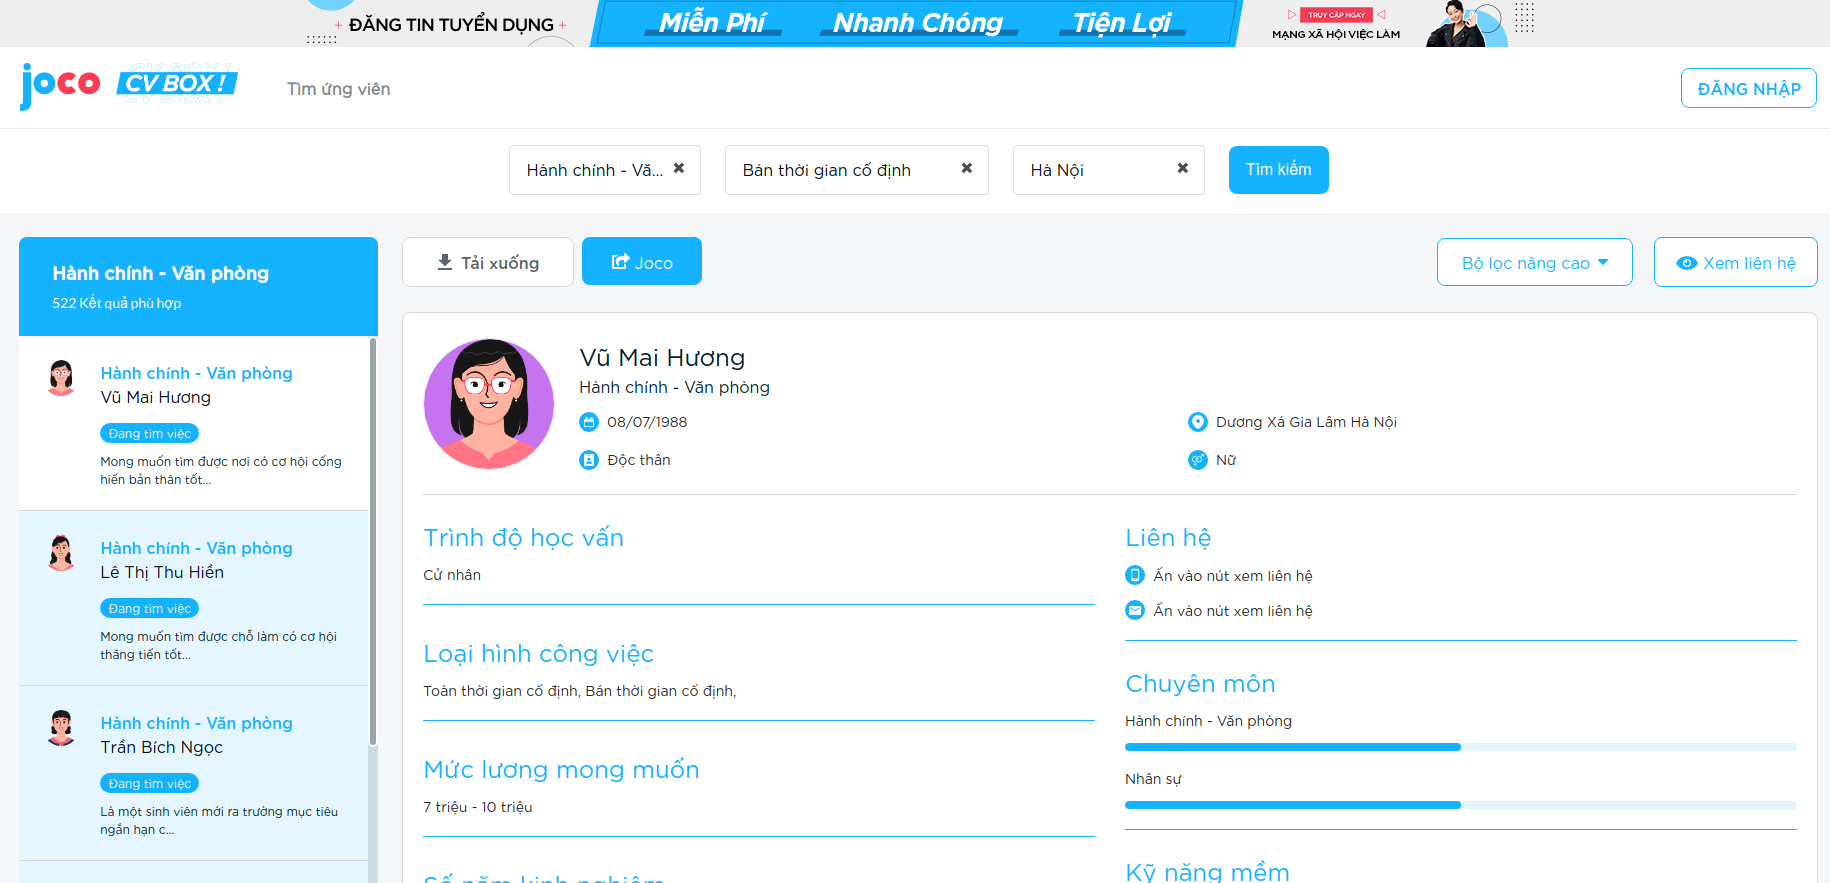 ĐĂNG TIN TUYỂN DỤNG
Miễn Phí Nhanh Chóng Tiện Lợi
TRUY CẬP NGAY
MẠNG XÃ HỘI VIỆC LÀM
joco CV BOX !
Tìm ứng viên
ĐĂNG NHẬP
Hành chính - Vă...
Bán thời gian cố định
Hà Nội
Tìm kiếm
Hành chính - Văn phòng
522 Kết quả phù hợp
Hành chính - Văn phòng
Vũ Mai Hương
Đang tìm việc
Mong muốn tìm được nơi có cơ hội cống
hiến bản thân tốt...
Hành chính - Văn phòng
Lê Thị Thu Hiền
Đang tìm việc
Mong muốn tìm được chỗ làm có cơ hội
thăng tiến tốt...
Hành chính - Văn phòng
Trần Bích Ngọc
Đang tìm việc
Là một sinh viên mới ra trường mục tiêu
ngắn hạn c...
Tải xuống
Joco
Bộ lọc nâng cao
Xem liên hệ
Vũ Mai Hương
Hành chính - Văn phòng
08/07/1988
Dương Xá Gia Lâm Hà Nội
Độc thân
Nữ
Trình độ học vấn
Cử nhân
Loại hình công việc
Toàn thời gian cố định, Bán thời gian cố định,
Mức lương mong muốn
7 triệu - 10 triệu
Số năm kinh nghiệm
Liên hệ
Ấn vào nút xem liên hệ
Ấn vào nút xem liên hệ
Chuyên môn
Hành chính - Văn phòng
Nhân sự
Kỹ năng mềm